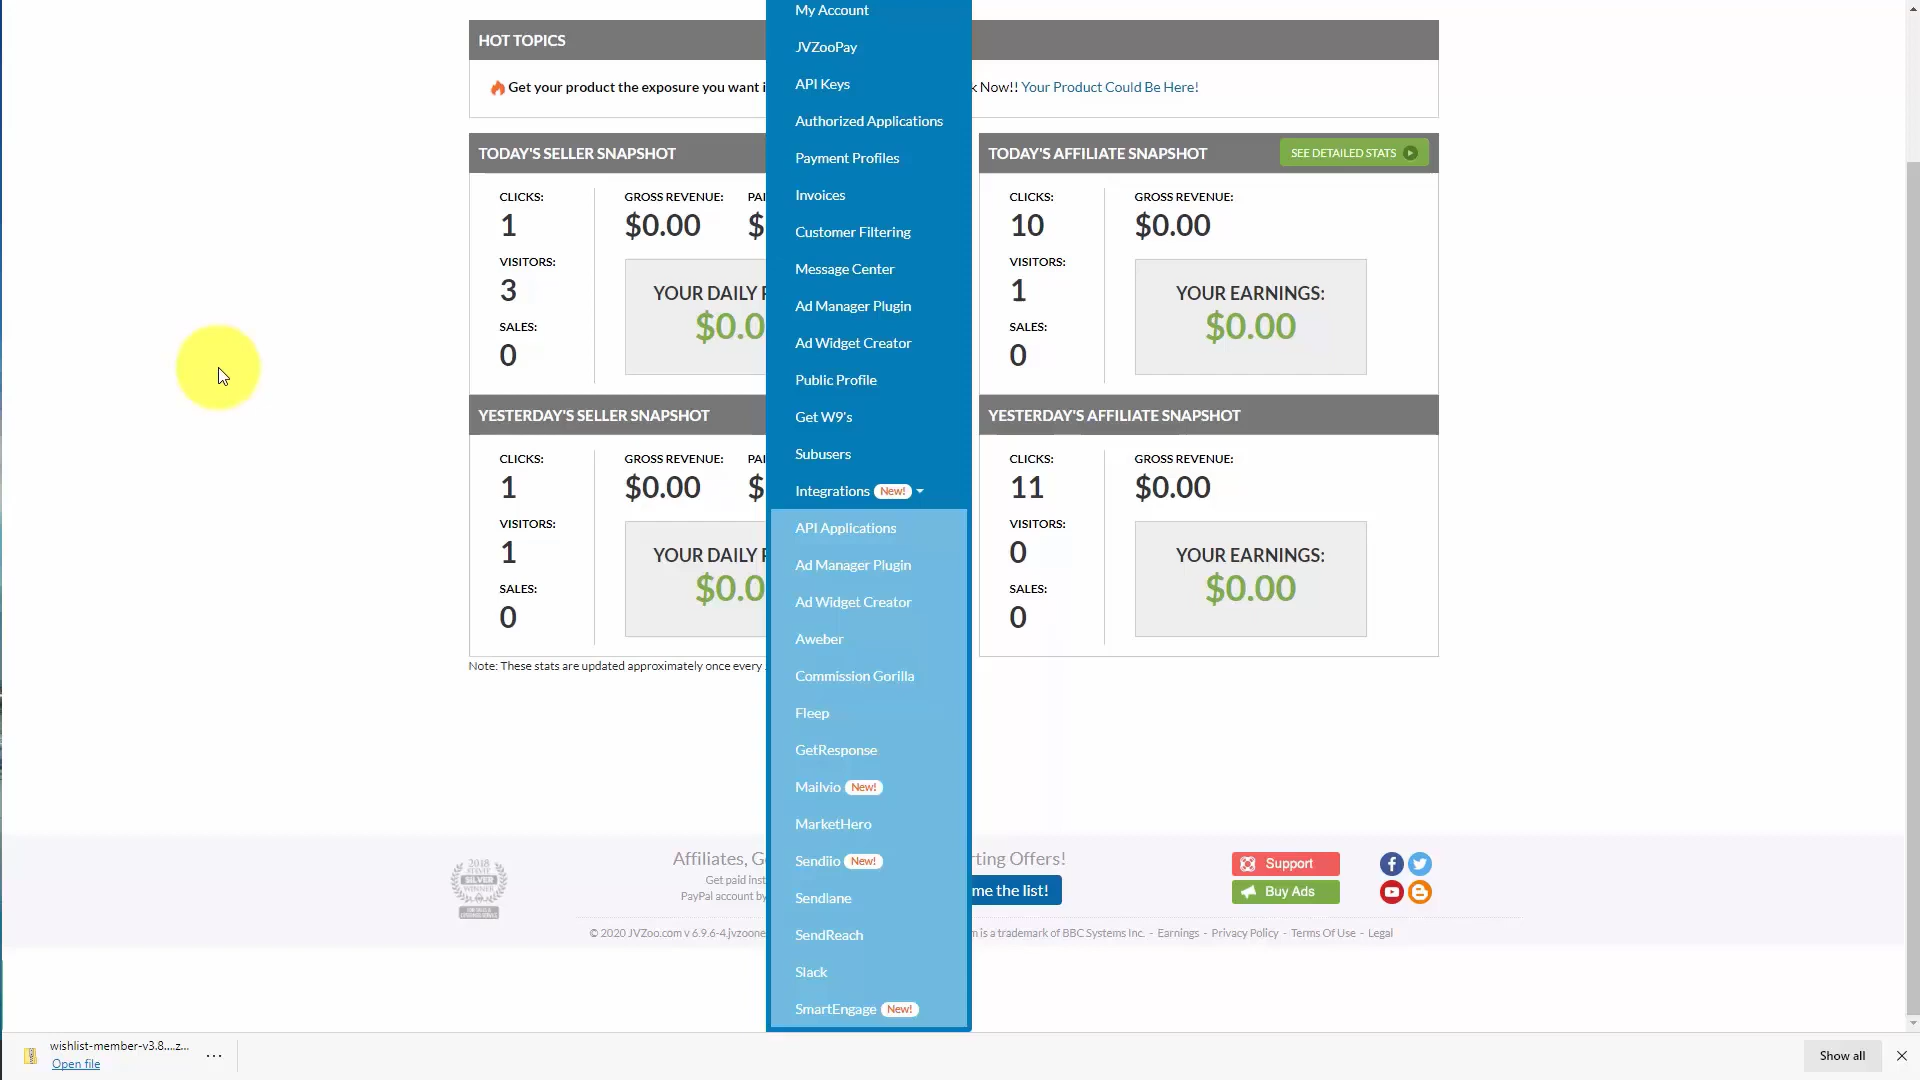 My Account
JVZooPay
API Keys
Authorized Applications
Payment Profiles
Invoices
Customer Filtering
Message Center
Ad Manager Plugin
Ad Widget Creator
Public Profile
Get W9's
Subusers
Integrations New!
API Applications
Ad Manager Plugin
Ad Widget Creator
Aweber
Commission Gorilla
Fleep
GetResponse
Mailvio New!
MarketHero
Sendiio New!
Sendlane
SendReach
Slack
SmartEngage New!
HOT TOPICS
Get your product the exposure you want
Now!! Your Product Could Be Here!
TODAY'S SELLER SNAPSHOT
CLICKS:
1
VISITORS:
3
SALES:
0
GROSS REVENUE:
$0.00
PAI
$
YOUR DAILY
$0.0
TODAY'S AFFILIATE SNAPSHOT
SEE DETAILED STATS
CLICKS:
10
VISITORS:
1
SALES:
0
GROSS REVENUE:
$0.00
YOUR EARNINGS:
$0.00
YESTERDAY'S SELLER SNAPSHOT
CLICKS:
1
VISITORS:
1
SALES:
0
GROSS REVENUE:
$0.00
PAI
$
YOUR DAILY
$0.0
YESTERDAY'S AFFILIATE SNAPSHOT
CLICKS:
11
VISITORS:
0
SALES:
0
GROSS REVENUE:
$0.00
YOUR EARNINGS:
$0.00
Note: These stats are updated approximately once every
2018
SILVER
WINNER
Affiliates, G
rting Offers!
Get paid inst
PayPal account by
me the list!
Support
Buy Ads
© 2020 JVZoo.com v 6.9.6-4.jvzoone
is a trademark of BBC Systems Inc. - Earnings - Privacy Policy - Terms Of Use - Legal
wishlist-member-v3.8....z...
Open file
Show all